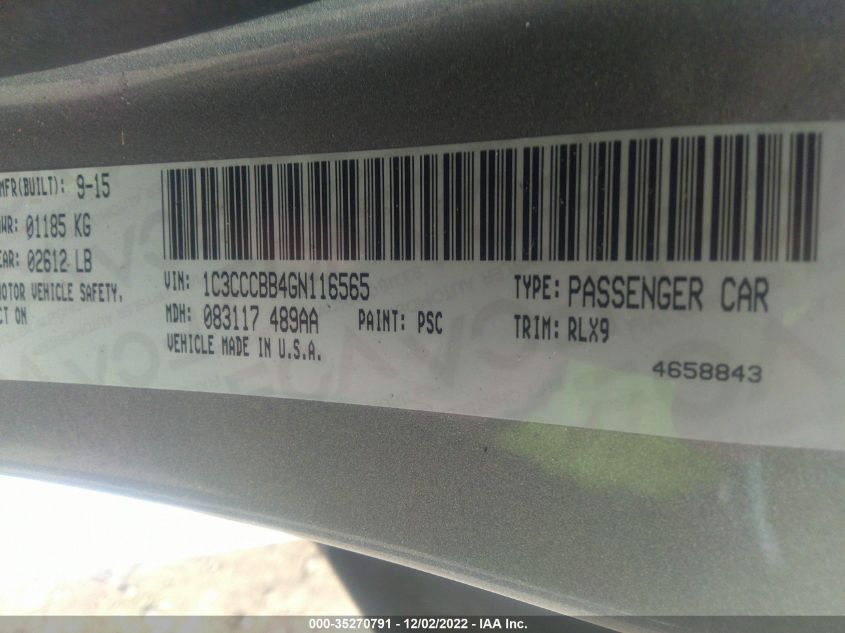 MFR(BUILT): 9-15
WR: 01185 KG
EAR: 02612 LB
MOTOR VEHICLE SAFETY,
CT ON
VIN: 1C3CCCBB4GN116565
TYPE: PASSENGER CAR
MDH: 083117 489AA PAINT: PSC
TRIM: RLX9
VEHICLE MADE IN U.S.A.
4658843
000-35270791 - 12/02/2022 - IAA Inc.